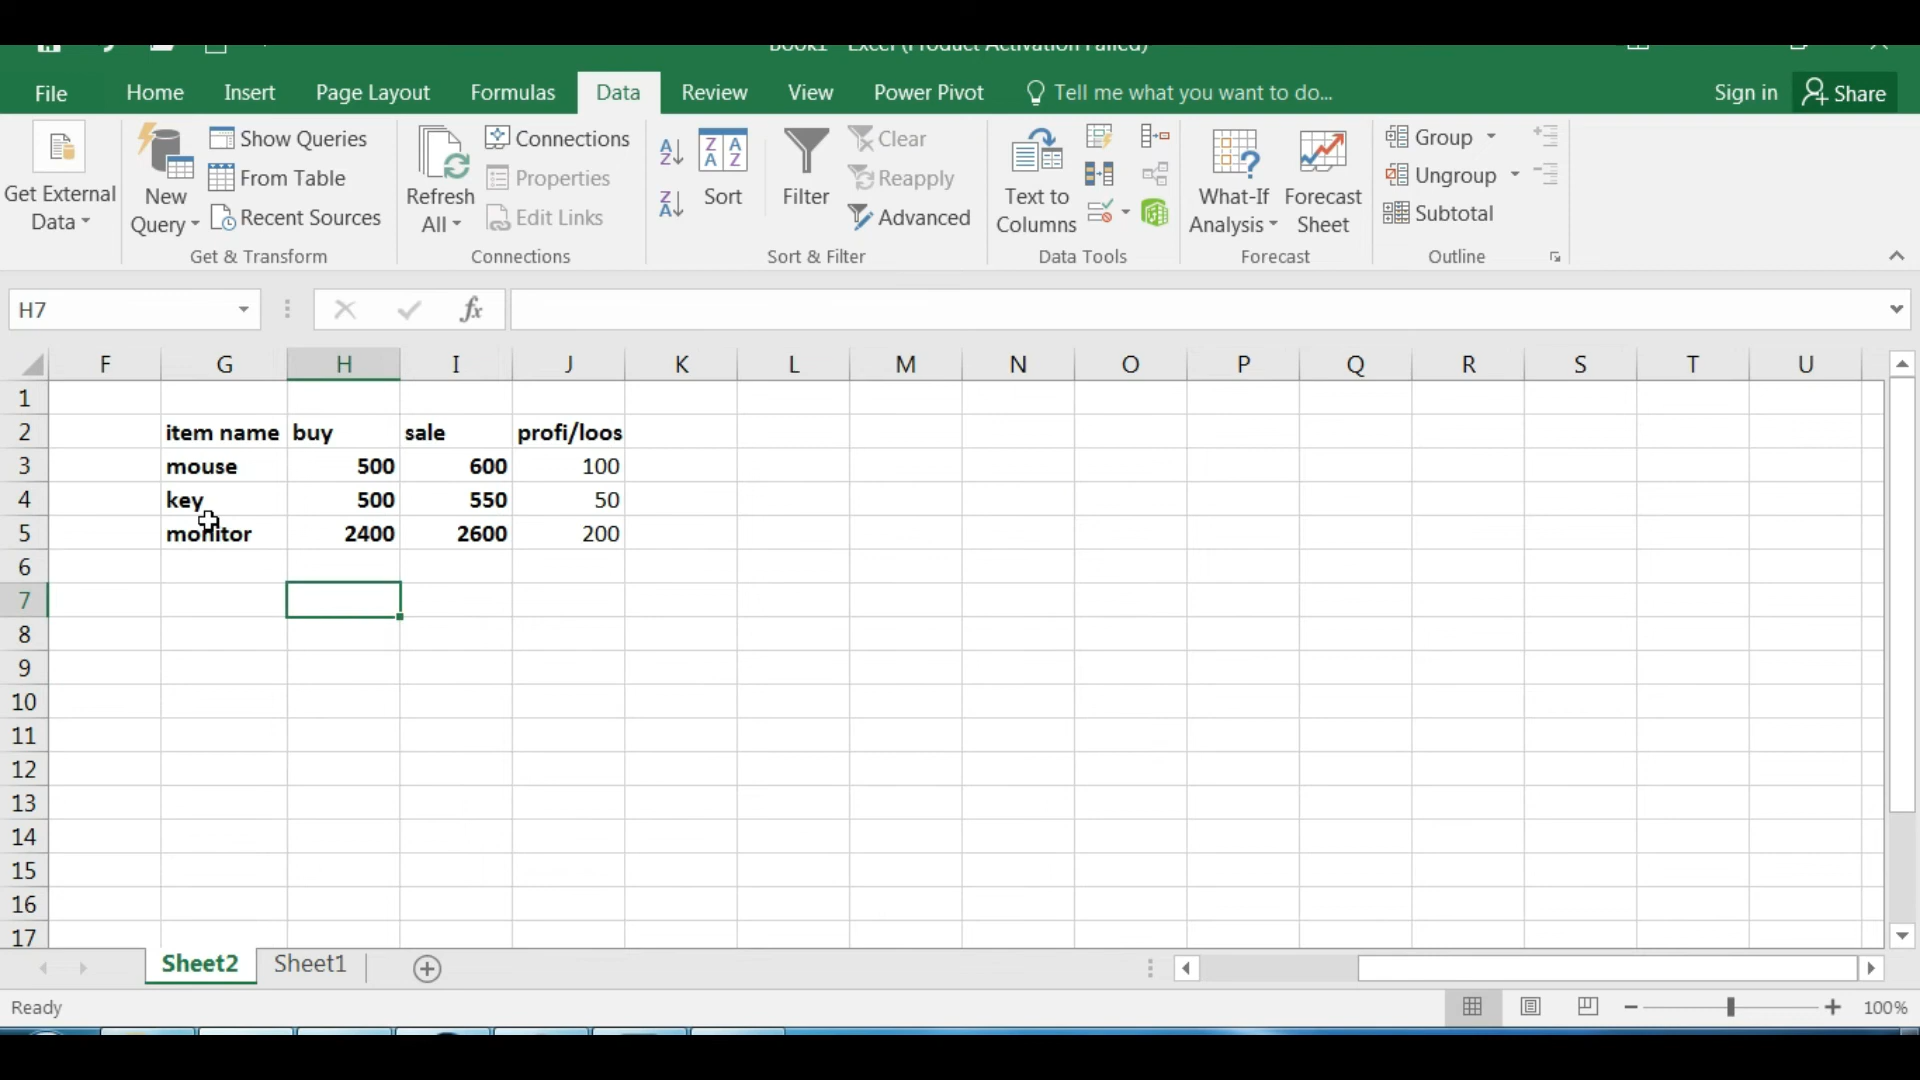 Book1 - Excel (Product Activation Failed)
File Home Insert Page Layout Formulas Data Review View Power Pivot Tell me what you want to do... Sign in Share
Get External Data
New Query
Show Queries
From Table
Recent Sources
Get & Transform
Refresh All
Connections
Properties
Edit Links
Connections
A Z
Z A
Z A A Z
Sort
Filter
Clear
Reapply
Advanced
Sort & Filter
Text to Columns
Data Tools
What-If Analysis
Forecast Sheet
Forecast
Group
Ungroup
Subtotal
Outline
H7 fx
F G H I J K L M N O P Q R S T U
1
2 item name buy sale profi/loos
3 mouse 500 600 100
4 key 500 550 50
5 monitor 2400 2600 200
6
7
8
9
10
11
12
13
14
15
16
17
Sheet2 Sheet1
Ready 100%